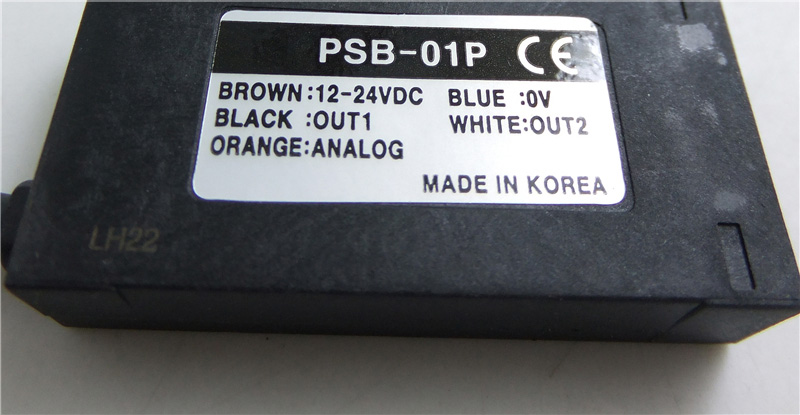 PSB-01P CE
BROWN:12-24VDC BLUE :0V
BLACK :OUT1 WHITE:OUT2
ORANGE:ANALOG
MADE IN KOREA
LH22